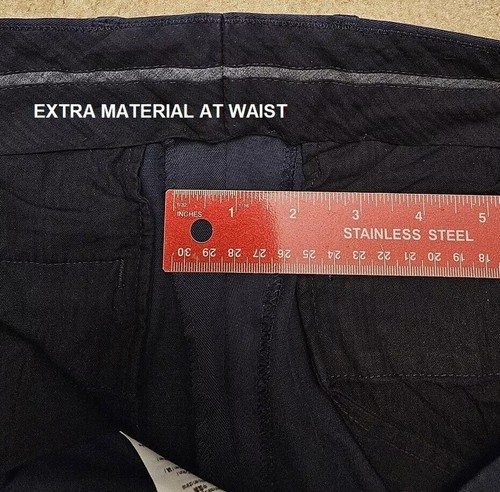 EXTRA MATERIAL AT WAIST
INCHES 1 2 3 4 5
STAINLESS STEEL
30 29 28 27 26 25 24 23 22 21 20 19 18